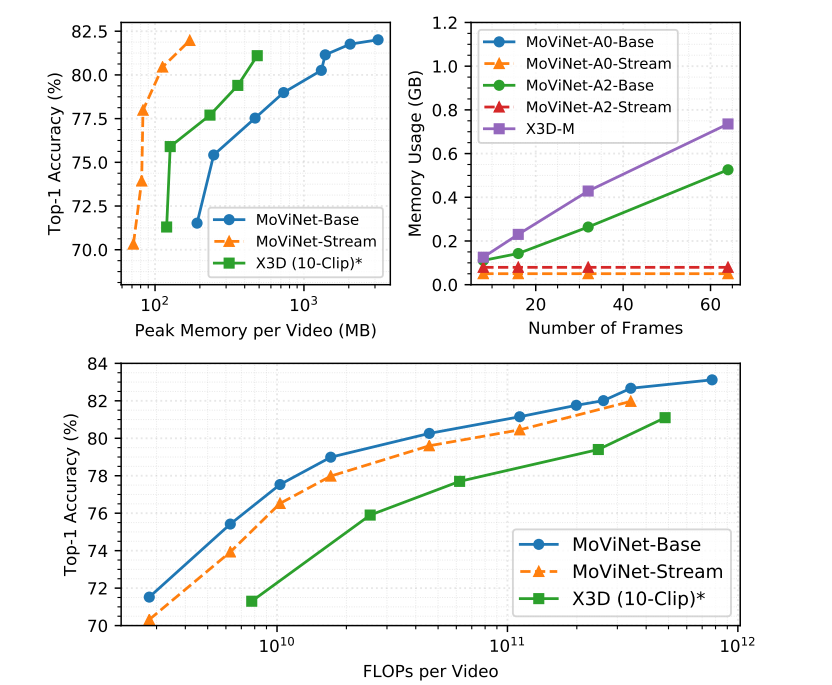 82.5
80.0
77.5
75.0
72.5
70.0
Top-1 Accuracy (%)
MoViNet-Base
MoViNet-Stream
X3D (10-Clip)*
10²
10³
Peak Memory per Video (MB)
1.2
1.0
0.8
0.6
0.4
0.2
0.0
Memory Usage (GB)
MoViNet-A0-Base
MoViNet-A0-Stream
MoViNet-A2-Base
MoViNet-A2-Stream
X3D-M
20
40
60
Number of Frames
84
82
80
78
76
74
72
70
Top-1 Accuracy (%)
MoViNet-Base
MoViNet-Stream
X3D (10-Clip)*
10¹⁰
10¹¹
10¹²
FLOPs per Video